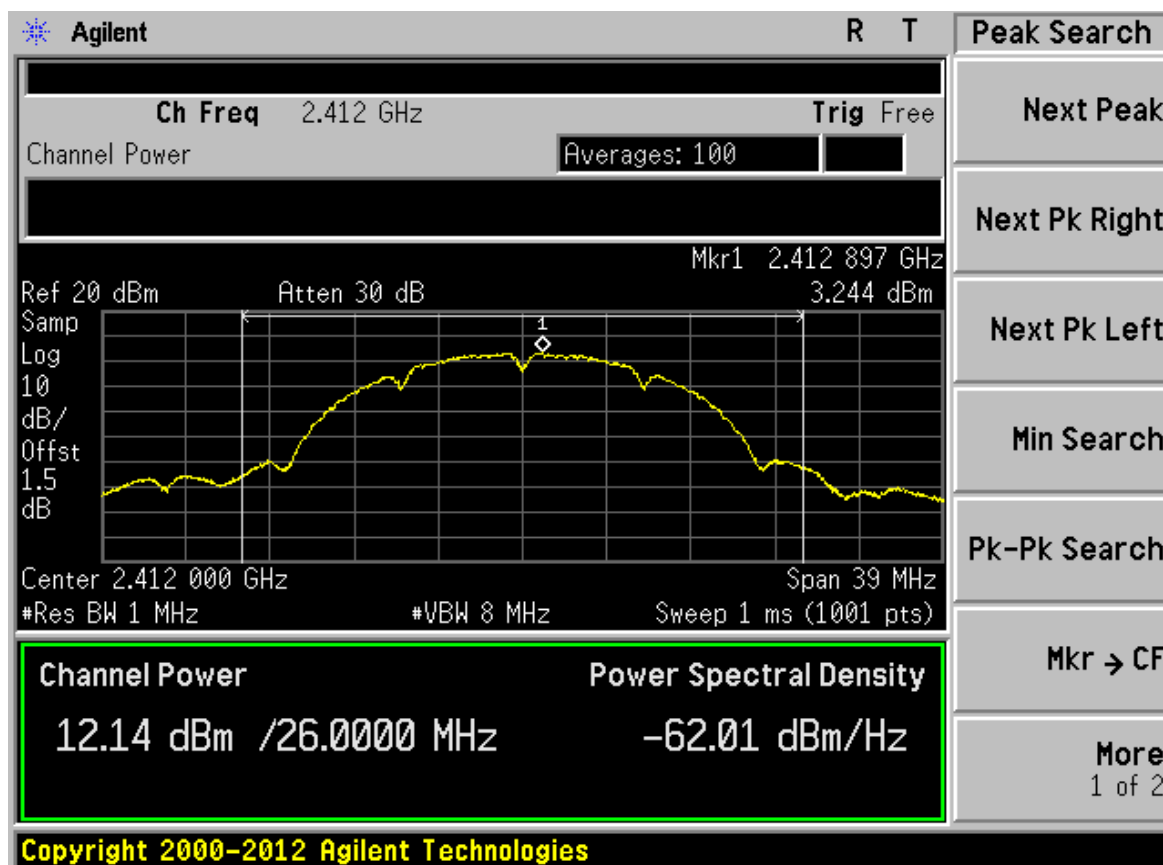 Agilent R T Peak Search
Ch Freq 2.412 GHz Trig Free
Channel Power Averages: 100
Mkr1 2.412 897 GHz
Ref 20 dBm Atten 30 dB 3.244 dBm
Samp
Log
10
dB/
Offst
1.5
dB
1
Center 2.412 000 GHz Span 39 MHz
#Res BW 1 MHz #VBW 8 MHz Sweep 1 ms (1001 pts)
Channel Power Power Spectral Density
12.14 dBm /26.0000 MHz -62.01 dBm/Hz
Next Peak
Next Pk Right
Next Pk Left
Min Search
Pk-Pk Search
Mkr → CF
More
1 of 2
Copyright 2000-2012 Agilent Technologies